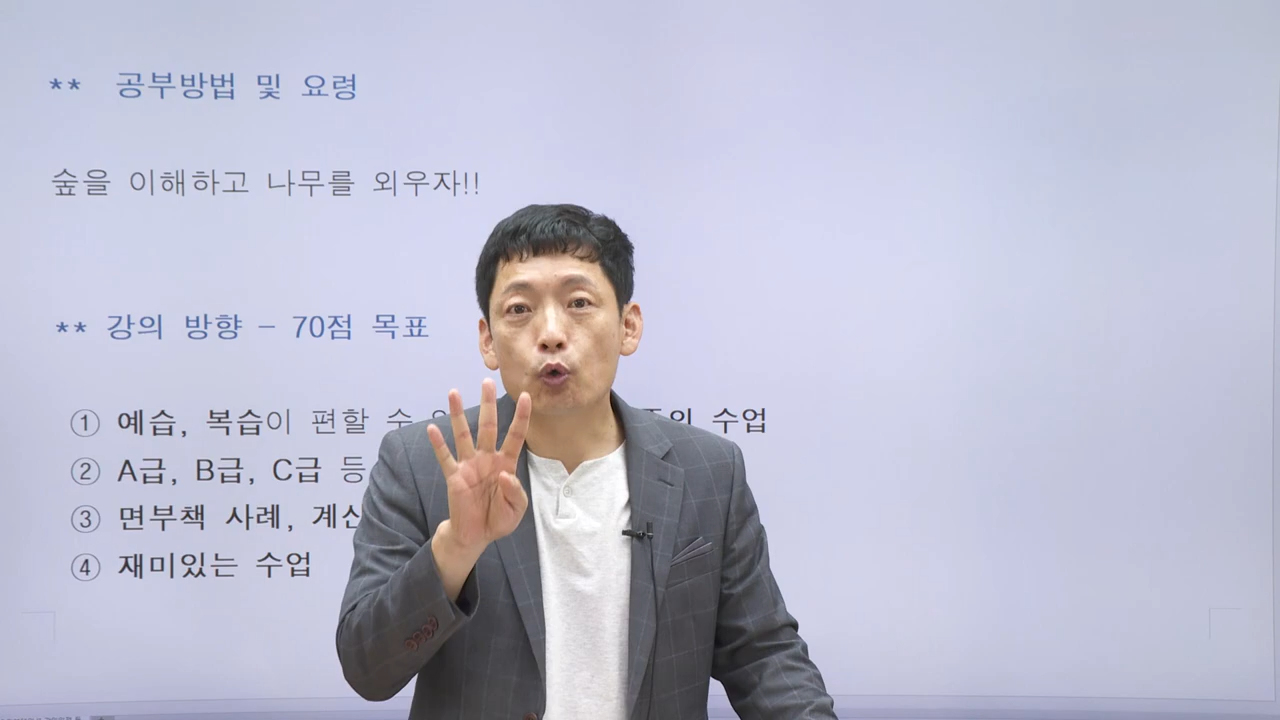 ** 공부방법 및 요령
숲을 이해하고 나무를 외우자!!
** 강의 방향 - 70점 목표
① 예습, 복습이 편할 수 수업
② A급, B급, C급 등
③ 면부책 사례,
④ 재미있는 수업